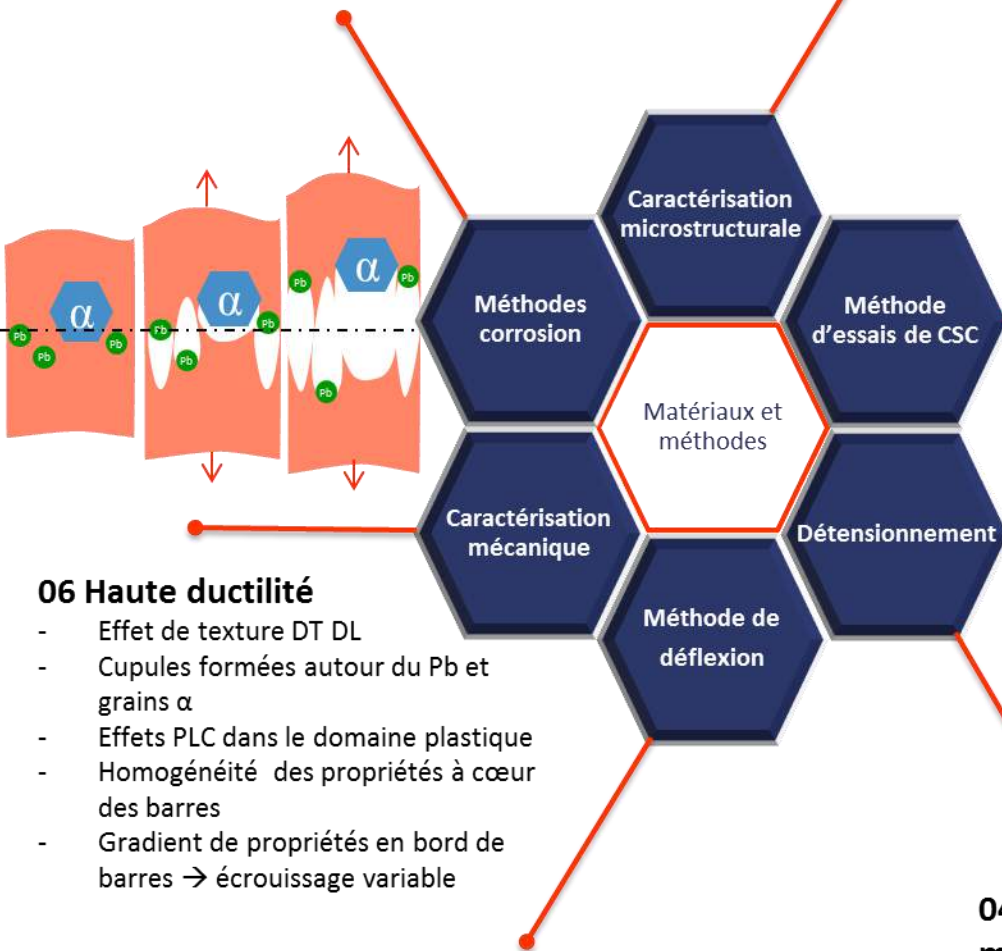 Caractérisation
microstructurale
Méthodes
corrosion
Méthode
d'essais de CSC
Matériaux et
méthodes
Caractérisation
mécanique
Détensionnement
Méthode de
déflexion
α
Pb
Pb
Pb
α
Pb
Pb
Pb
α
Pb
Pb
Pb
06 Haute ductilité
- Effet de texture DT DL
- Cupules formées autour du Pb et
grains α
- Effets PLC dans le domaine plastique
- Homogénéité des propriétés à cœur
des barres
- Gradient de propriétés en bord de
barres → écrouissage variable